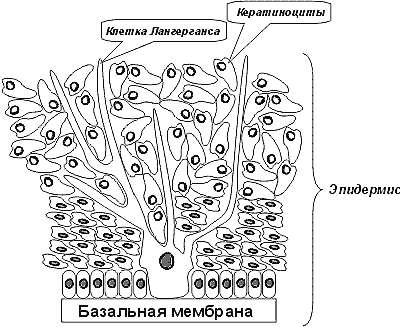 Кератиноциты
Клетка Лангерганса
Эпидермис
Базальная мембрана